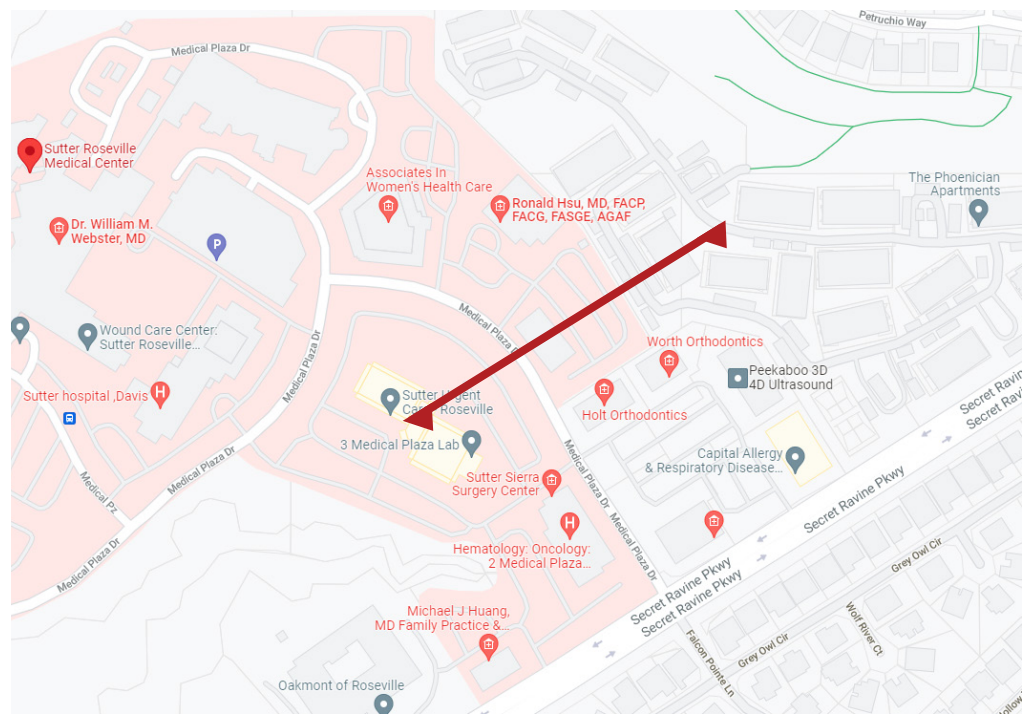 Petruchio Way
Medical Plaza Dr
Sutter Roseville
Medical Center
Associates In
Women's Health Care
The Phoenician
Apartments
Ronald Hsu, MD, FACP,
FACG, FASGE, AGAF
Dr. William M.
Webster, MD
P
Medical Plaza Dr
Wound Care Center:
Sutter Roseville...
Worth Orthodontics
Medical Plaza Dr
Peekaboo 3D
4D Ultrasound
Secret Ravin
Secret Ravine
Sutter hospital ,Davis
H
Sutter Urgent
Care Roseville
Holt Orthodontics
3 Medical Plaza Lab
Capital Allergy
& Respiratory Disease...
Medical Plaza Dr
Medical Plaza Dr
Sutter Sierra
Surgery Center
Medical Pz
Secret Ravine Pkwy
H
Medical Plaza Dr
Hematology: Oncology:
2 Medical Plaza...
Medical Plaza Dr
Grey Owl Cir
Secret Ravine Pkwy
Secret Ravine Pkwy
Michael J Huang,
MD Family Practice &...
Wolf River Ct
Grey Owl Cir
Falcon Pointe Ln
Oakmont of Roseville